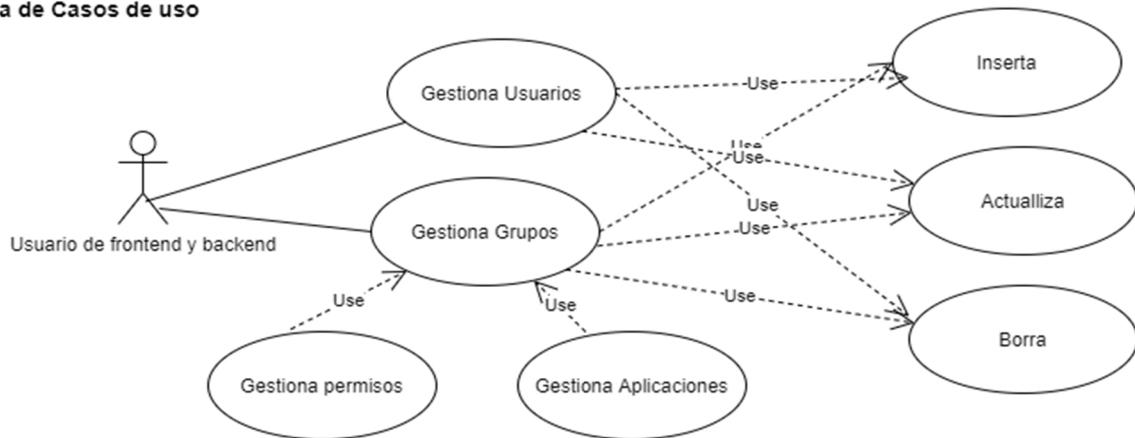 a de Casos de uso
Inserta
Gestiona Usuarios
Use
Use
Use
Actualliza
Use
Gestiona Grupos
Use
Usuario de frontend y backend
Use
Use
Use
Borra
Gestiona permisos
Gestiona Aplicaciones